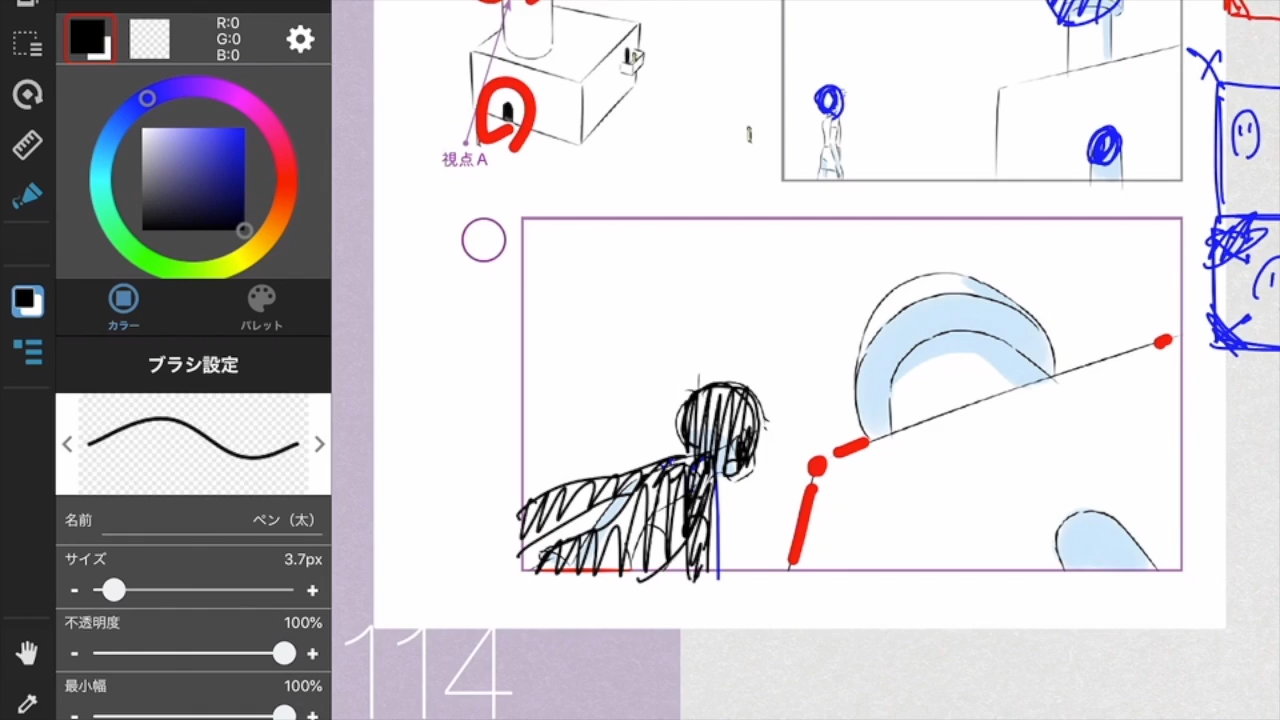 R:0
G:0
B:0
カラー
パレット
ブラシ設定
名前 ペン（太）
サイズ 3.7px
- +
不透明度 100%
- +
最小幅 100%
- +
視点A
114